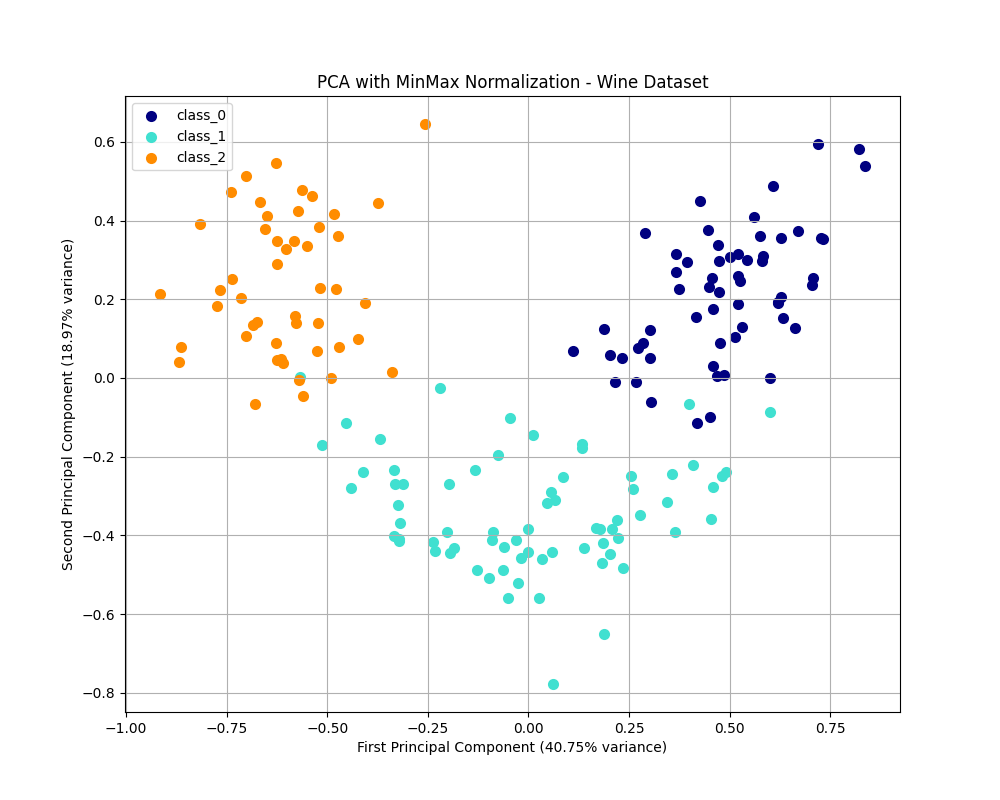 PCA with MinMax Normalization - Wine Dataset
class_0
class_1
class_2
Second Principal Component (18.97% variance)
0.6
0.4
0.2
0.0
−0.2
−0.4
−0.6
−0.8
−1.00 −0.75 −0.50 −0.25 0.00 0.25 0.50 0.75
First Principal Component (40.75% variance)